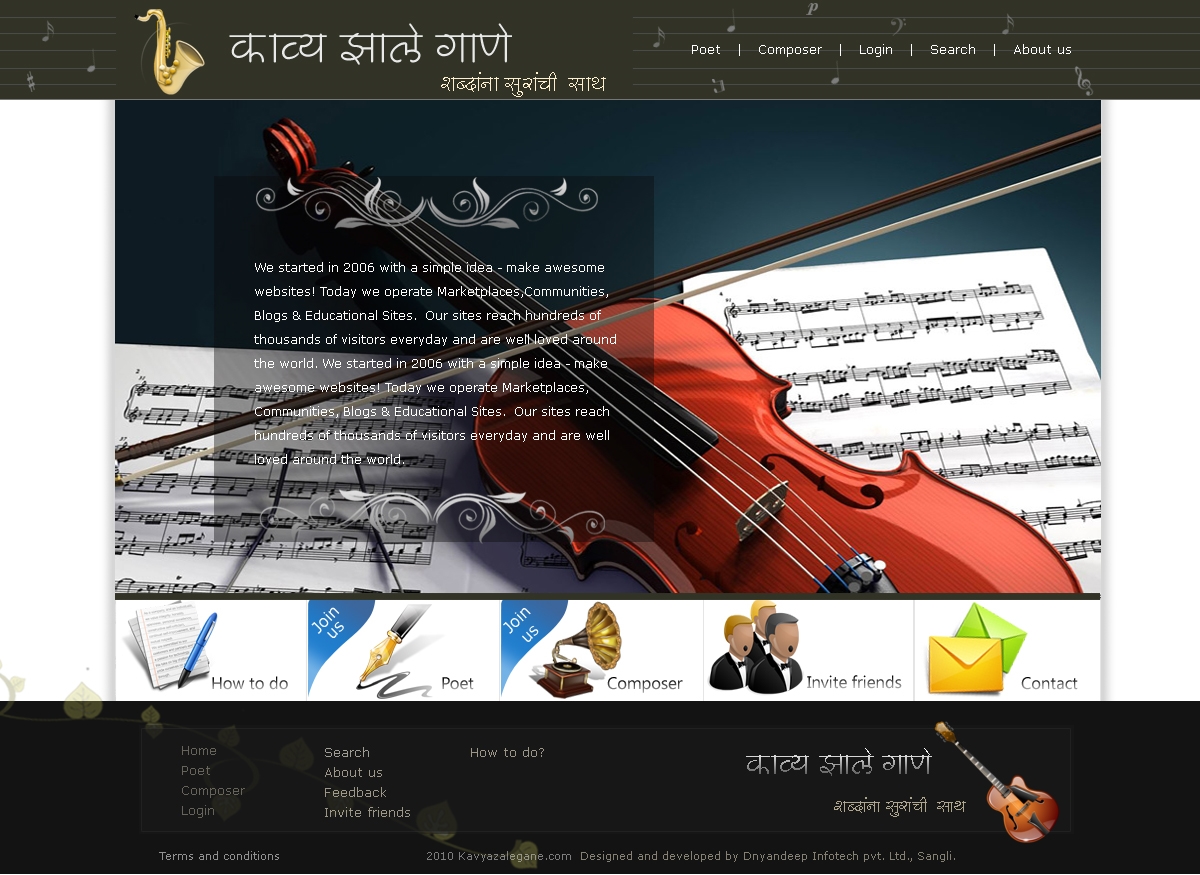 काव्य झाले गाणे
शब्दांना सुरांची साथ
Poet | Composer | Login | Search | About us
We started in 2006 with a simple idea - make awesome
websites! Today we operate Marketplaces,Communities,
Blogs & Educational Sites. Our sites reach hundreds of
thousands of visitors everyday and are well loved around
the world. We started in 2006 with a simple idea - make
awesome websites! Today we operate Marketplaces,
Communities, Blogs & Educational Sites. Our sites reach
hundreds of thousands of visitors everyday and are well
loved around the world.
How to do
Join us
Poet
Join us
Composer
Invite friends
Contact
Home
Poet
Composer
Login
Search
About us
Feedback
Invite friends
How to do?
काव्य झाले गाणे
शब्दांना सुरांची साथ
Terms and conditions
2010 Kavyazalegane.com Designed and developed by Dnyandeep Infotech pvt. Ltd., Sangli.